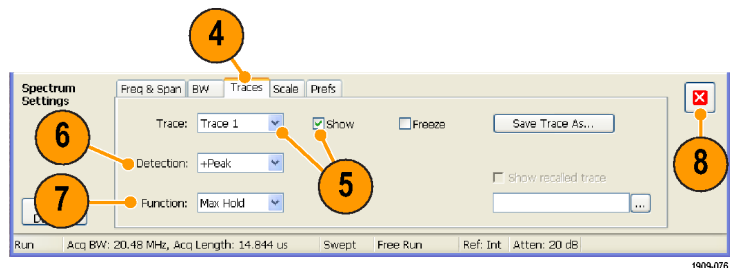 4
Spectrum Settings
Freq & Span BW Traces Scale Prefs
Trace: Trace 1 Show Freeze Save Trace As...
6
Detection: +Peak
5
8
Show recalled trace
7
Function: Max Hold ...
Run Acq BW: 20.48 MHz, Acq Length: 14.844 us Swept Free Run Ref: Int Atten: 20 dB
1909-076